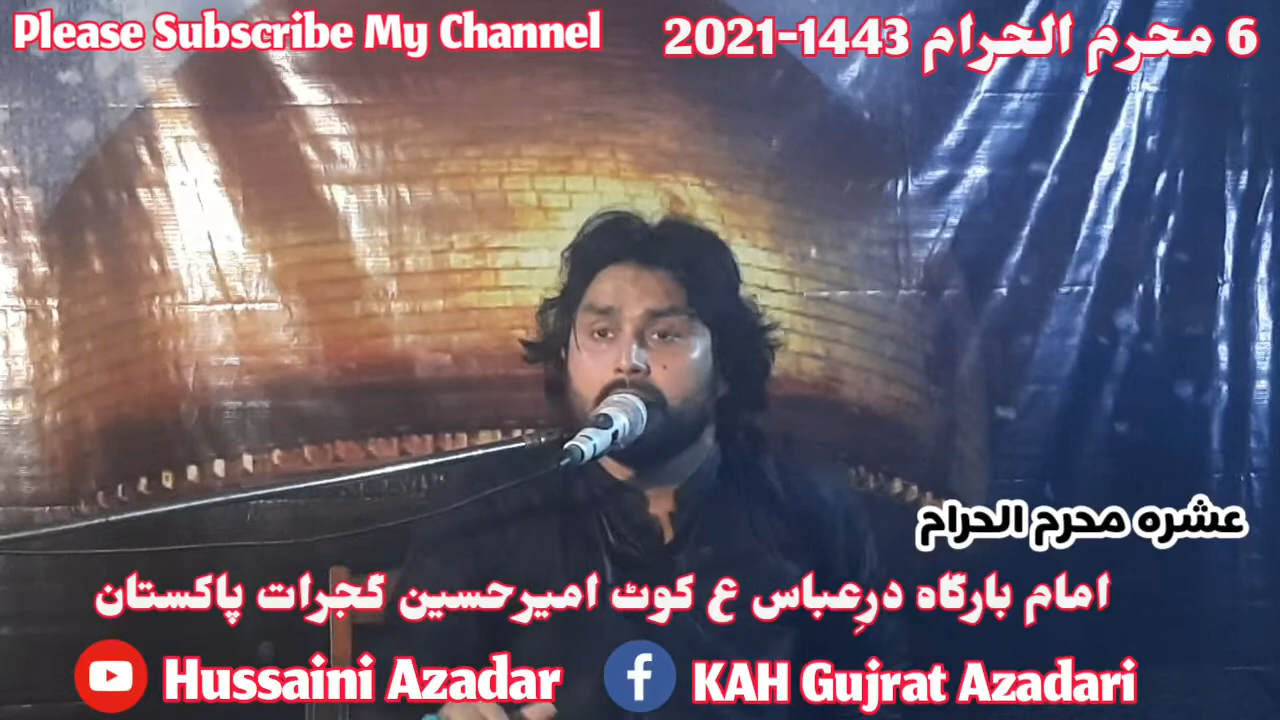 Please Subscribe My Channel
6 محرم الحرام 1443-2021
عشره محرم الحرام
امام بارگاہ درِعباس ع کوٹ امیرحسین گجرات پاکستان
Hussaini Azadar
KAH Gujrat Azadari